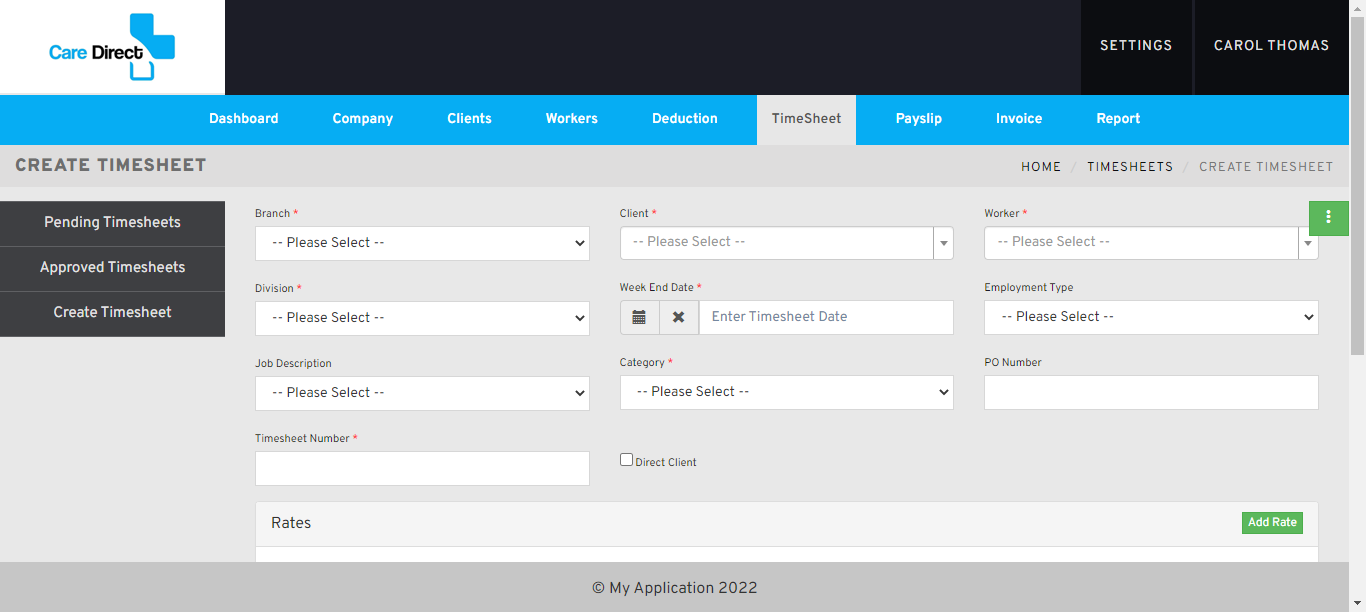 Care Direct
SETTINGS
CAROL THOMAS
Dashboard
Company
Clients
Workers
Deduction
TimeSheet
Payslip
Invoice
Report
CREATE TIMESHEET
HOME / TIMESHEETS / CREATE TIMESHEET
Pending Timesheets
Approved Timesheets
Create Timesheet
Branch *
-- Please Select --
Client *
-- Please Select --
Worker *
-- Please Select --
Division *
-- Please Select --
Week End Date *
Enter Timesheet Date
Employment Type
-- Please Select --
Job Description
-- Please Select --
Category *
-- Please Select --
PO Number
Timesheet Number *
Direct Client
Rates
Add Rate
© My Application 2022